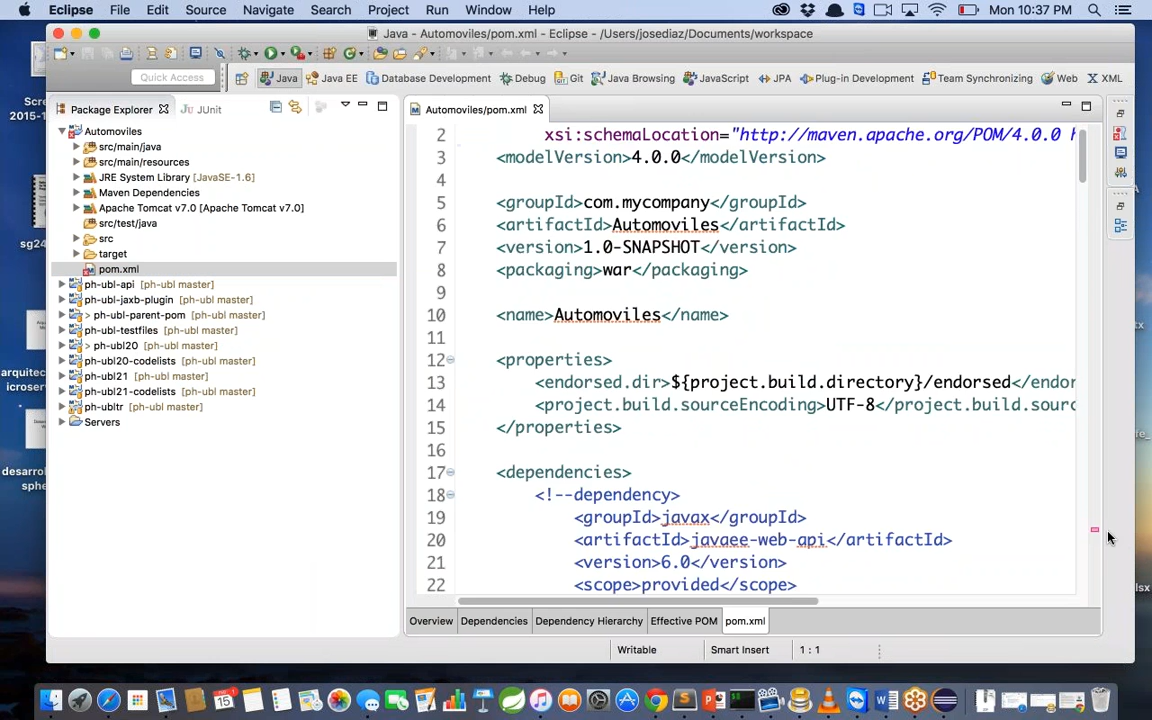 Eclipse File Edit Source Navigate Search Project Run Window Help Mon 10:37 PM
Java - Automoviles/pom.xml - Eclipse - /Users/josediaz/Documents/workspace
Quick Access Java Java EE Database Development Debug Git Java Browsing JavaScript JPA Plug-in Development Team Synchronizing Web XML
Package Explorer JUnit
Automoviles
src/main/java
src/main/resources
JRE System Library [JavaSE-1.6]
Maven Dependencies
Apache Tomcat v7.0 [Apache Tomcat v7.0]
src/test/java
src
target
pom.xml
ph-ubl-api [ph-ubl master]
ph-ubl-jaxb-plugin [ph-ubl master]
> ph-ubl-parent-pom [ph-ubl master]
ph-ubl-testfiles [ph-ubl master]
> ph-ubl20 [ph-ubl master]
ph-ubl20-codelists [ph-ubl master]
ph-ubl21 [ph-ubl master]
ph-ubl21-codelists [ph-ubl master]
ph-ubltr [ph-ubl master]
Servers
Automoviles/pom.xml
2 xsi:schemaLocation="http://maven.apache.org/POM/4.0.0 h
3 <modelVersion>4.0.0</modelVersion>
4
5 <groupId>com.mycompany</groupId>
6 <artifactId>Automoviles</artifactId>
7 <version>1.0-SNAPSHOT</version>
8 <packaging>war</packaging>
9
10 <name>Automoviles</name>
11
12 <properties>
13 <endorsed.dir>${project.build.directory}/endorsed</endor
14 <project.build.sourceEncoding>UTF-8</project.build.sourc
15 </properties>
16
17 <dependencies>
18 <!--dependency>
19 <groupId>javax</groupId>
20 <artifactId>javaee-web-api</artifactId>
21 <version>6.0</version>
22 <scope>provided</scope>
Overview Dependencies Dependency Hierarchy Effective POM pom.xml
Writable Smart Insert 1 : 1
Scre
2015-1
sg24
arquitec
icroserv
desarrol
sphe
lsx